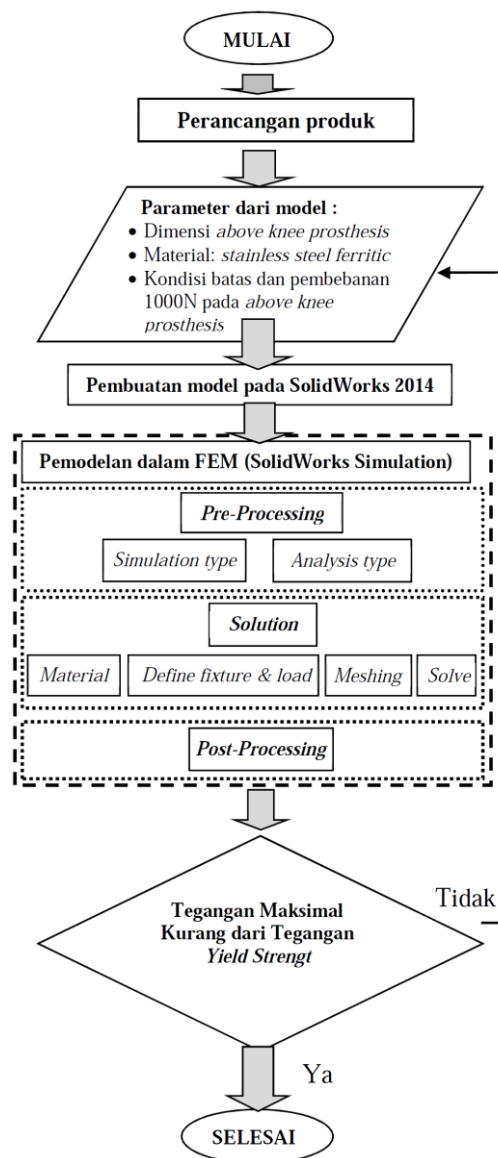 MULAI
Perancangan produk
Parameter dari model :
• Dimensi above knee prosthesis
• Material: stainless steel ferritic
• Kondisi batas dan pembebanan
1000N pada above knee
prosthesis
Pembuatan model pada SolidWorks 2014
Pemodelan dalam FEM (SolidWorks Simulation)
Pre-Processing
Simulation type
Analysis type
Solution
Material
Define fixture & load
Meshing
Solve
Post-Processing
Tegangan Maksimal
Kurang dari Tegangan
Yield Strengt
Tidak
Ya
SELESAI